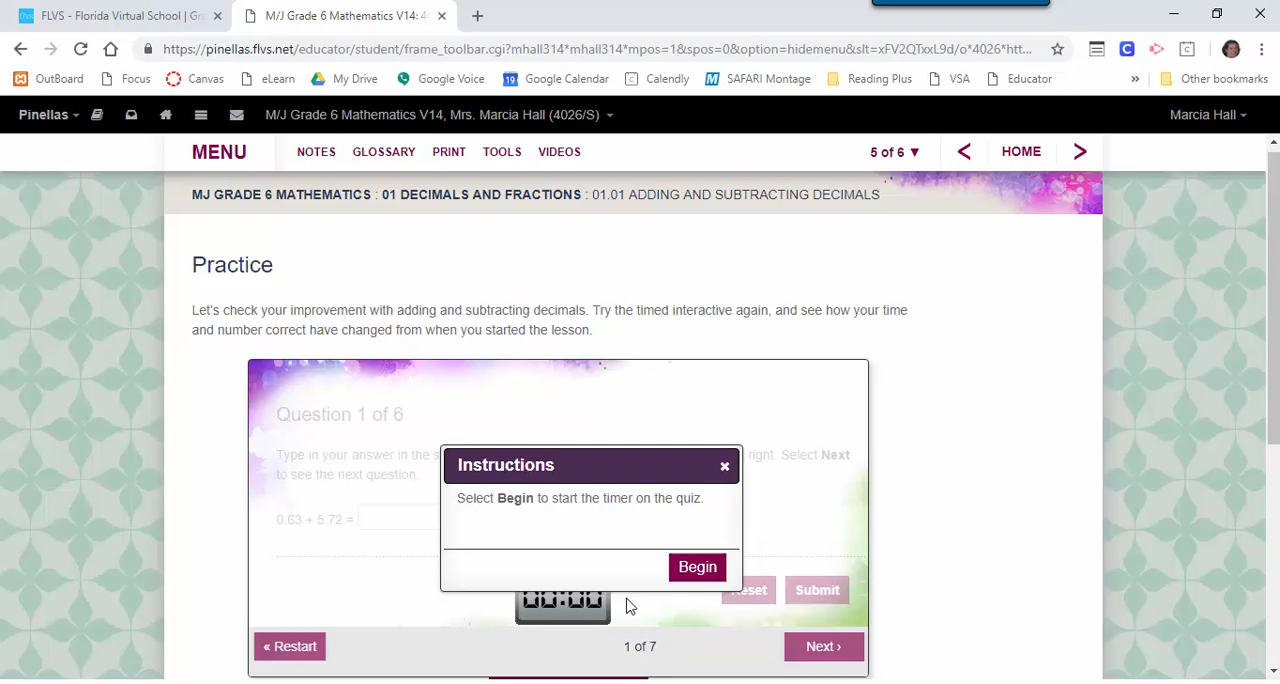 FLVS - Florida Virtual School | Gr
M/J Grade 6 Mathematics V14: 4
https://pinellas.flvs.net/educator/student/frame_toolbar.cgi?mhall314*mhall314*mpos=1&spos=0&option=hidemenu&slt=xFV2QTxxL9d/o*4026*htt...
OutBoard Focus Canvas eLearn My Drive Google Voice Google Calendar Calendly SAFARI Montage Reading Plus VSA Educator » Other bookmarks
Pinellas M/J Grade 6 Mathematics V14, Mrs. Marcia Hall (4026/S) Marcia Hall
MENU NOTES GLOSSARY PRINT TOOLS VIDEOS 5 of 6 ▼ < HOME >
MJ GRADE 6 MATHEMATICS 01 DECIMALS AND FRACTIONS : 01.01 ADDING AND SUBTRACTING DECIMALS
Practice
Let's check your improvement with adding and subtracting decimals. Try the timed interactive again, and see how your time
and number correct have changed from when you started the lesson.
Question 1 of 6
Type in your answer in the s right. Select Next
to see the next question.
0.63 + 5.72 =
Instructions
Select Begin to start the timer on the quiz.
Begin
00:00
eset Submit
« Restart 1 of 7 Next ›